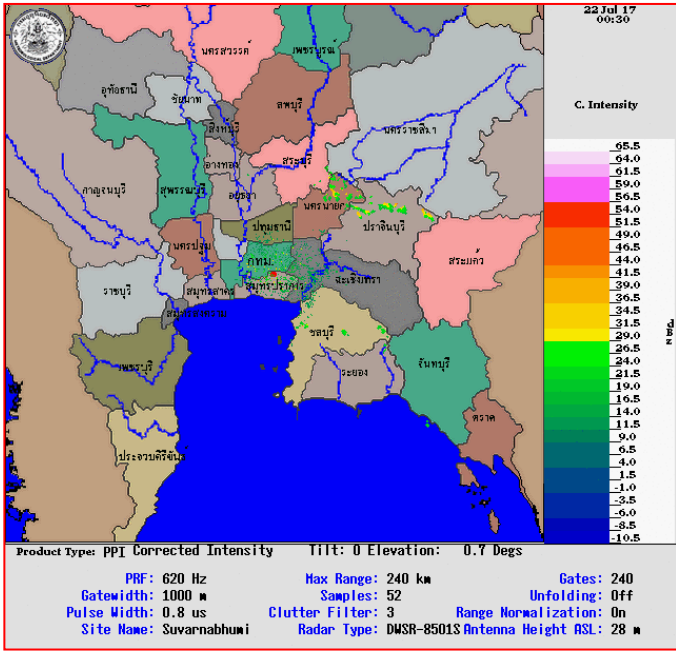 22 Jul 17
00:30
C. Intensity
นครสวรรค์
เพชรบูรณ์
อุทัยธานี
ชัยนาท
ลพบุรี
สิงหบุรี
นครราชสีมา
อ่างทอง
สระบุรี
กาญจนบุรี
สุพรรณบุรี
อยุธยา
นครนายก
ปราจีนบุรี
ปทุมธานี
นครปฐม
กทม.
สระแก้ว
ราชบุรี
สมุทรสาคร
สมุทรปราการ
ฉะเชิงเทรา
สมุทรสงคราม
ชลบุรี
เพชรบุรี
ระยอง
จันทบุรี
ตราด
ประจวบคีรีขันธ์
65.5
64.0
61.5
59.0
56.5
54.0
51.5
49.0
46.5
44.0
41.5
39.0
36.5
34.0
31.5
29.0
26.5
24.0
21.5
19.0
16.5
14.0
11.5
9.0
6.5
4.0
1.5
-1.0
-3.5
-6.0
-8.5
-10.5
Product Type: PPI Corrected Intensity Tilt: 0 Elevation: 0.7 Degs
PRF: 620 Hz Max Range: 240 km Gates: 240
Gatewidth: 1000 m Samples: 52 Unfolding: Off
Pulse Width: 0.8 us Clutter Filter: 3 Range Normalization: On
Site Name: Suvarnabhumi Radar Type: DWSR-8501S Antenna Height ASL: 28 m